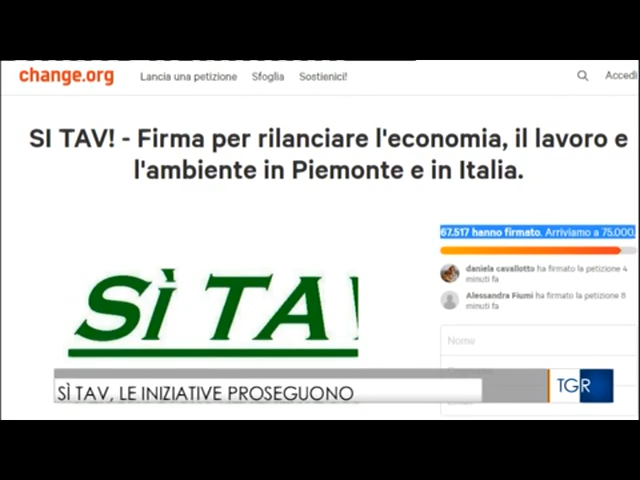 change.org
Lancia una petizione Sfoglia Sostienici!
Accedi
SI TAV! - Firma per rilanciare l'economia, il lavoro e
l'ambiente in Piemonte e in Italia.
67.517 hanno firmato. Arriviamo a 75.000.
daniela cavallotto ha firmato la petizione 4
minuti fa
Alessandra Fiumi ha firmato la petizione 8
minuti fa
Nome
SÌ TAV
SÌ TAV, LE INIZIATIVE PROSEGUONO
TGR